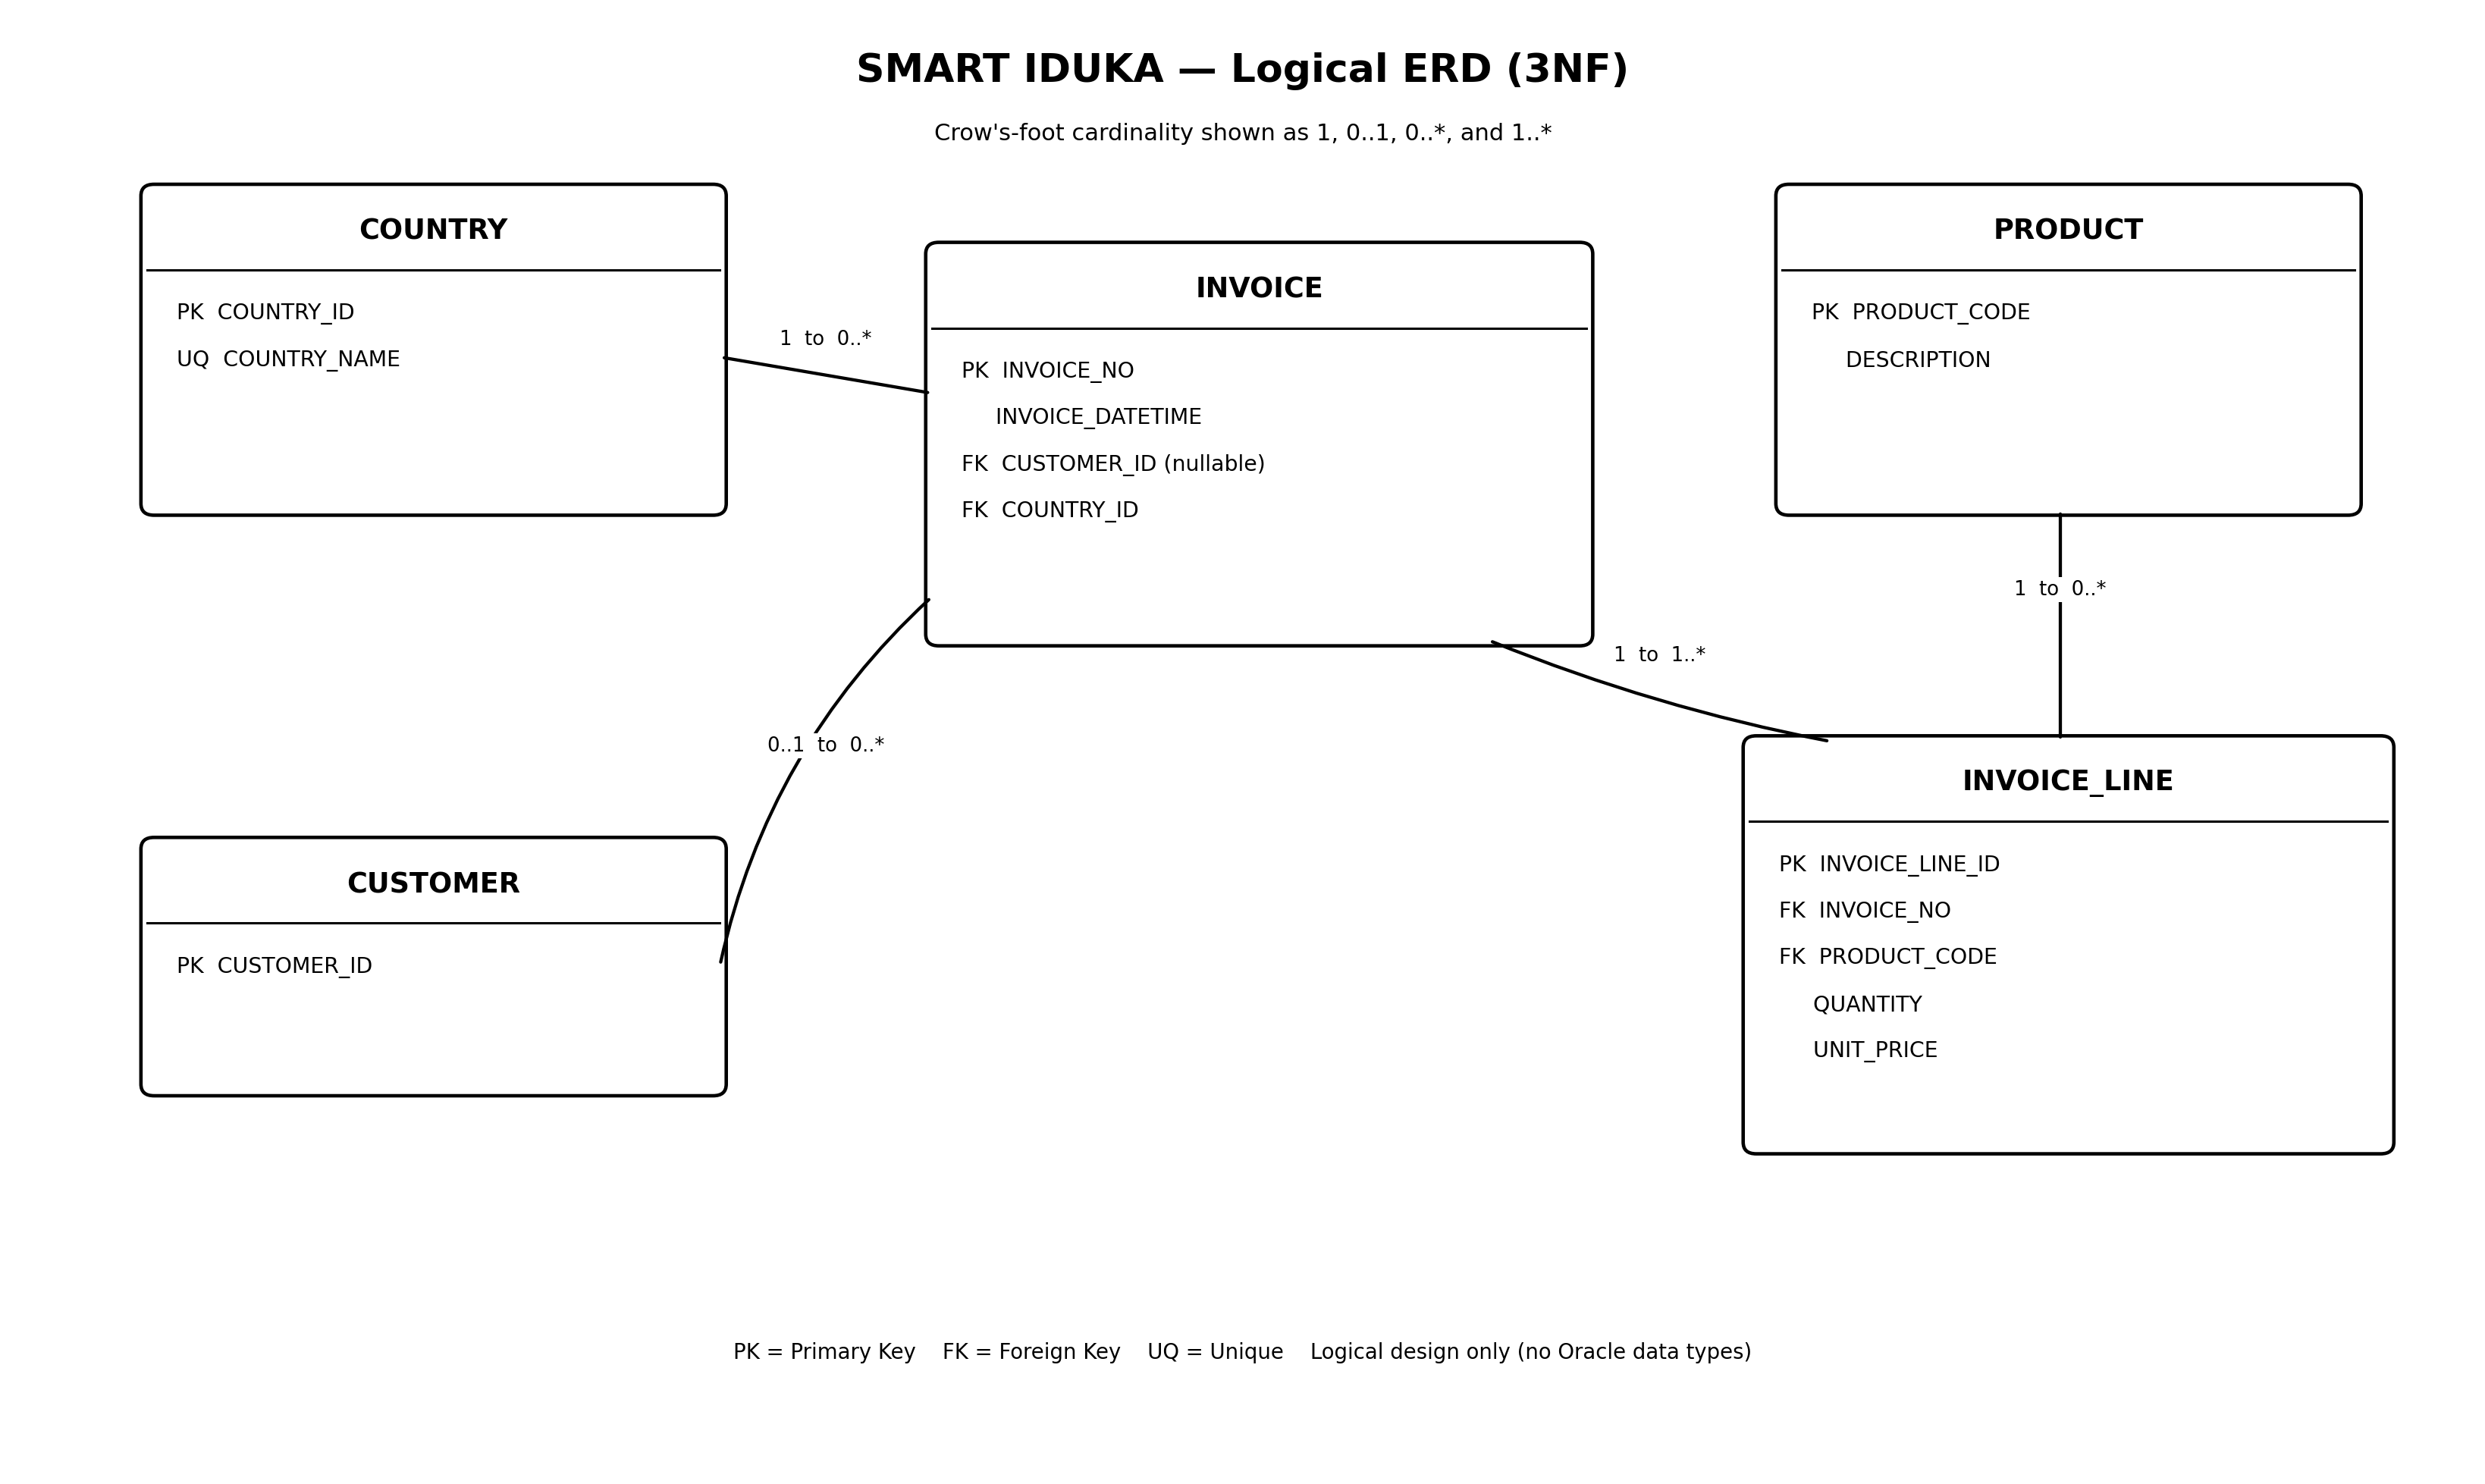 SMART IDUKA — Logical ERD (3NF)
Crow's-foot cardinality shown as 1, 0..1, 0..*, and 1..*
COUNTRY
PK COUNTRY_ID
UQ COUNTRY_NAME
1 to 0..*
INVOICE
PK INVOICE_NO
INVOICE_DATETIME
FK CUSTOMER_ID (nullable)
FK COUNTRY_ID
PRODUCT
PK PRODUCT_CODE
DESCRIPTION
1 to 0..*
1 to 1..*
0..1 to 0..*
CUSTOMER
PK CUSTOMER_ID
INVOICE_LINE
PK INVOICE_LINE_ID
FK INVOICE_NO
FK PRODUCT_CODE
QUANTITY
UNIT_PRICE
PK = Primary Key FK = Foreign Key UQ = Unique Logical design only (no Oracle data types)